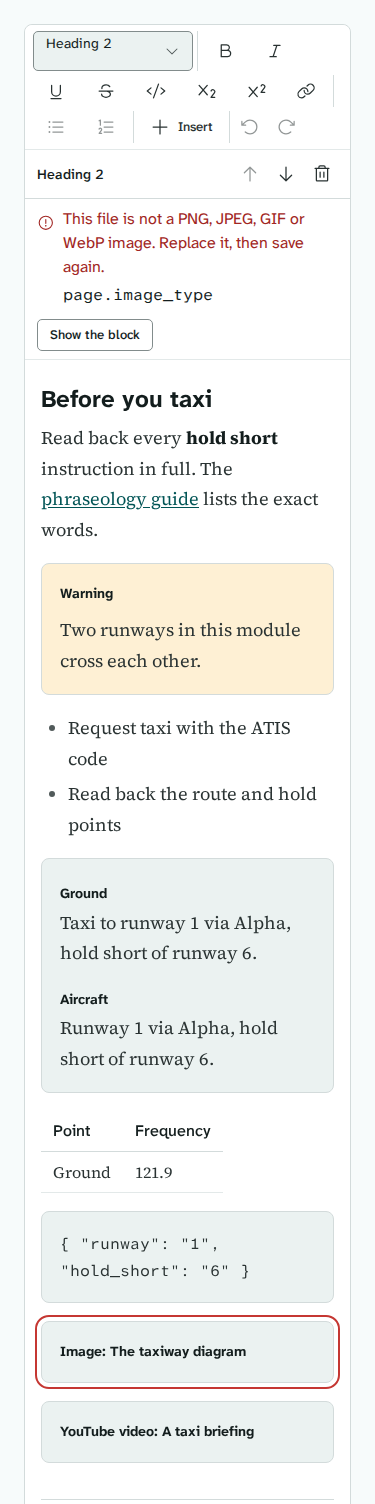 Heading 2
B
I
U
S
</>
X2
X2
Insert
Heading 2
This file is not a PNG, JPEG, GIF or
WebP image. Replace it, then save
again.
page.image_type
Show the block
Before you taxi
Read back every hold short
instruction in full. The
phraseology guide lists the exact
words.
Warning
Two runways in this module
cross each other.
Request taxi with the ATIS
code
Read back the route and hold
points
Ground
Taxi to runway 1 via Alpha,
hold short of runway 6.
Aircraft
Runway 1 via Alpha, hold
short of runway 6.
Point Frequency
Ground 121.9
{ "runway": "1",
"hold_short": "6" }
Image: The taxiway diagram
YouTube video: A taxi briefing